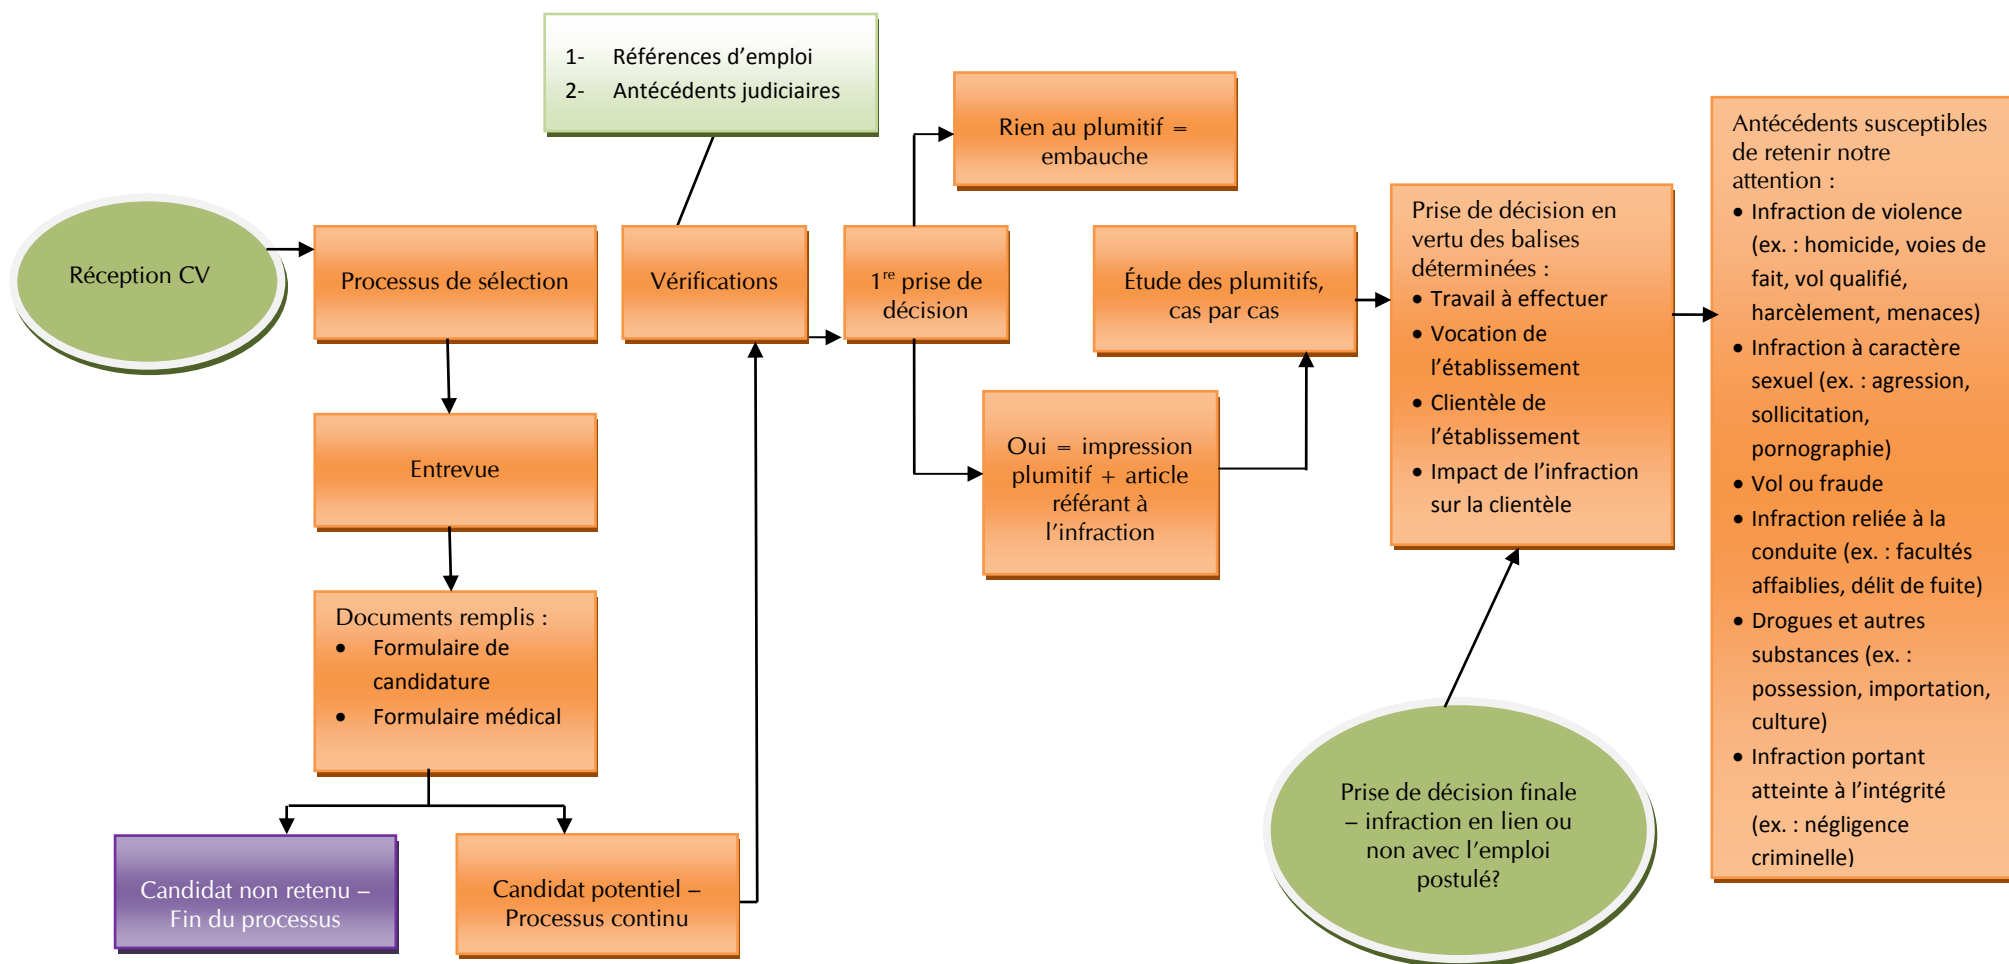 1- Références d’emploi
2- Antécédents judiciaires
Réception CV
Processus de sélection
Entrevue
Documents remplis :
• Formulaire de
candidature
• Formulaire médical
Candidat non retenu –
Fin du processus
Candidat potentiel –
Processus continu
Vérifications
1re prise de
décision
Rien au plumitif =
embauche
Oui = impression
plumitif + article
référant à
l’infraction
Étude des plumitifs,
cas par cas
Prise de décision en
vertu des balises
déterminées :
• Travail à effectuer
• Vocation de
l’établissement
• Clientèle de
l’établissement
• Impact de l’infraction
sur la clientèle
Prise de décision finale
– infraction en lien ou
non avec l’emploi
postulé?
Antécédents susceptibles
de retenir notre
attention :
• Infraction de violence
(ex. : homicide, voies de
fait, vol qualifié,
harcèlement, menaces)
• Infraction à caractère
sexuel (ex. : agression,
sollicitation,
pornographie)
• Vol ou fraude
• Infraction reliée à la
conduite (ex. : facultés
affaiblies, délit de fuite)
• Drogues et autres
substances (ex. :
possession, importation,
culture)
• Infraction portant
atteinte à l’intégrité
(ex. : négligence
criminelle)